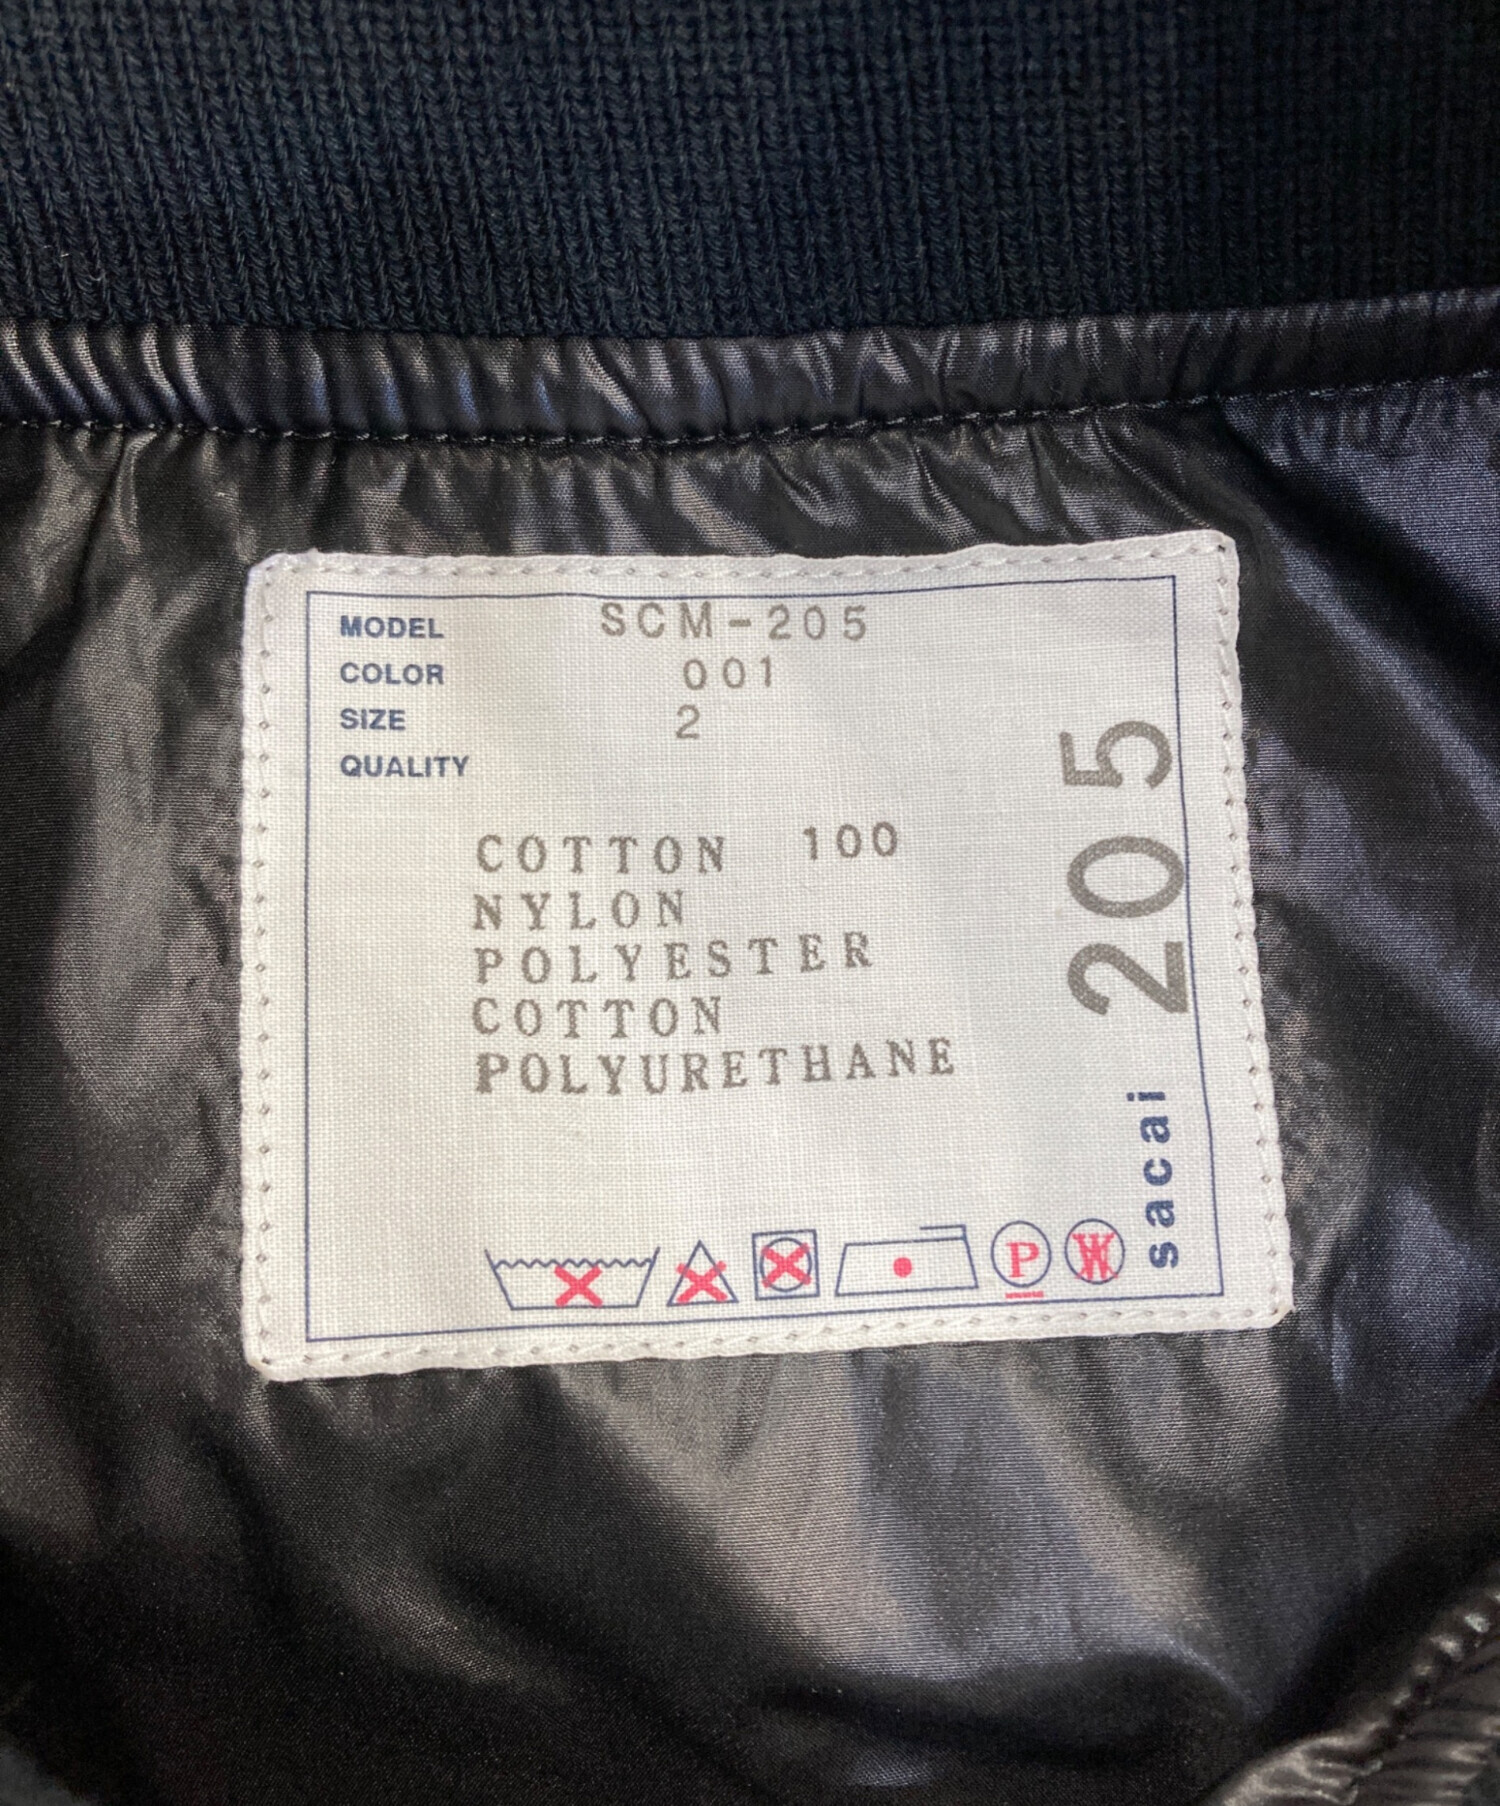 MODEL SCM-205
COLOR 001
SIZE 2
QUALITY
COTTON 100
NYLON
POLYESTER
COTTON
POLYURETHANE
205
sacai
P
W